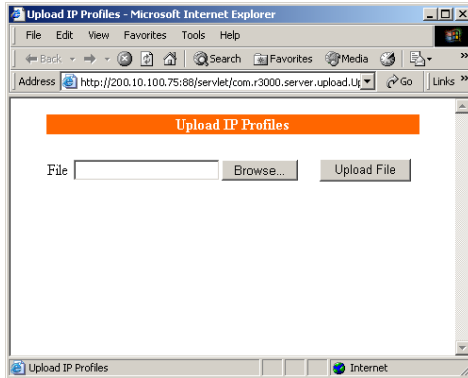 Upload IP Profiles - Microsoft Internet Explorer
File Edit View Favorites Tools Help
Back Search Favorites Media »
Address http://200.10.100.75:88/servlet/com.r3000.server.upload.Up Go Links »
Upload IP Profiles
File Browse... Upload File
Upload IP Profiles Internet